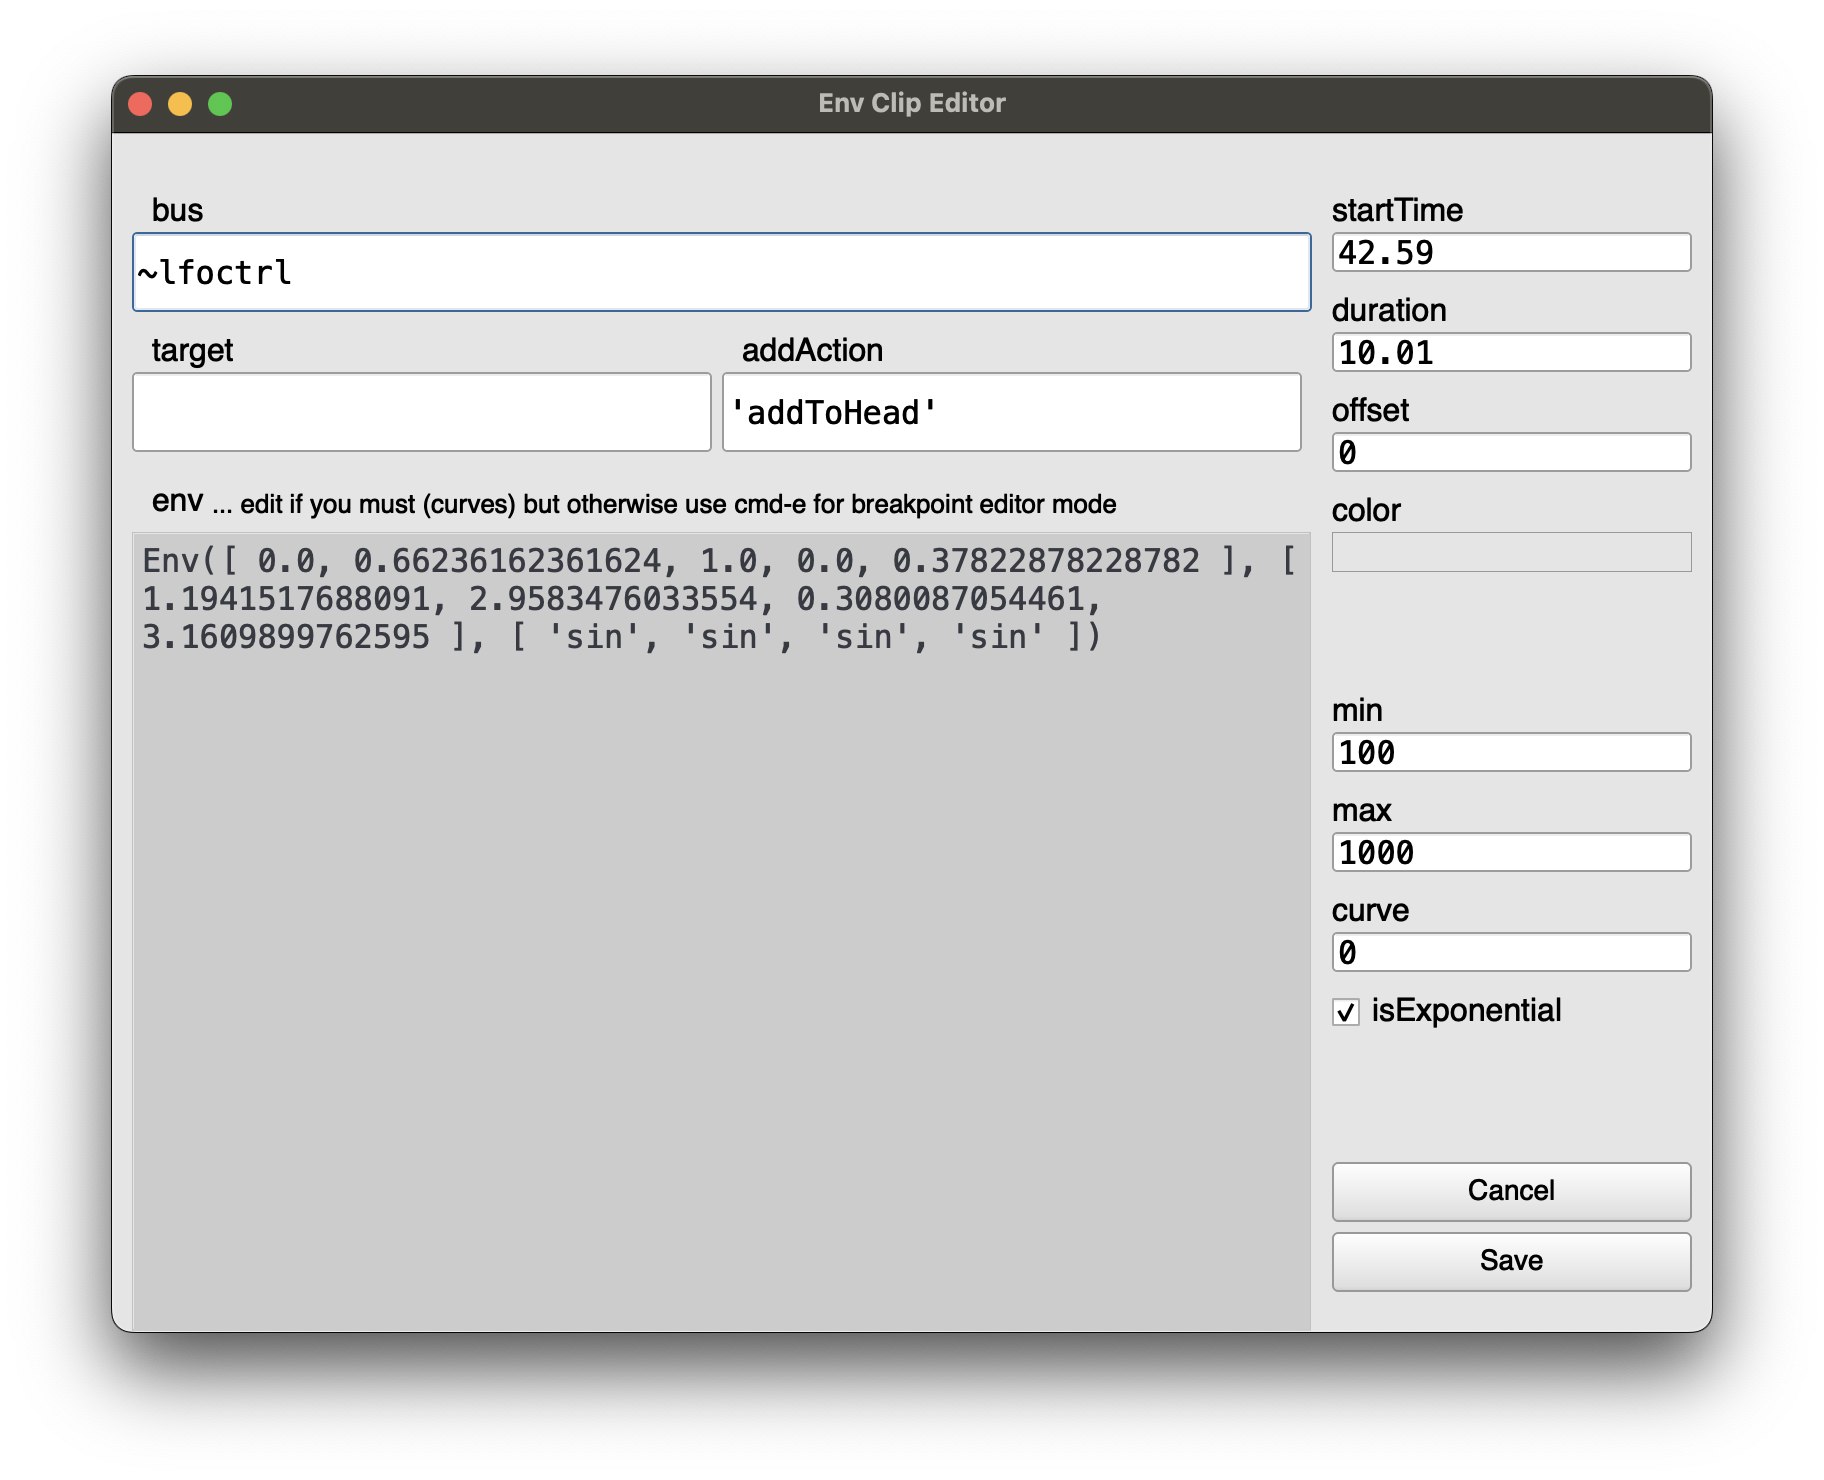 Env Clip Editor
bus
~lfoctrl
target
addAction
'addToHead'
env ... edit if you must (curves) but otherwise use cmd-e for breakpoint editor mode
Env([ 0.0, 0.66236162361624, 1.0, 0.0, 0.37822878228782 ], [
1.1941517688091, 2.9583476033554, 0.3080087054461,
3.1609899762595 ], [ 'sin', 'sin', 'sin', 'sin' ])
startTime
42.59
duration
10.01
offset
0
color
min
100
max
1000
curve
0
isExponential
Cancel
Save